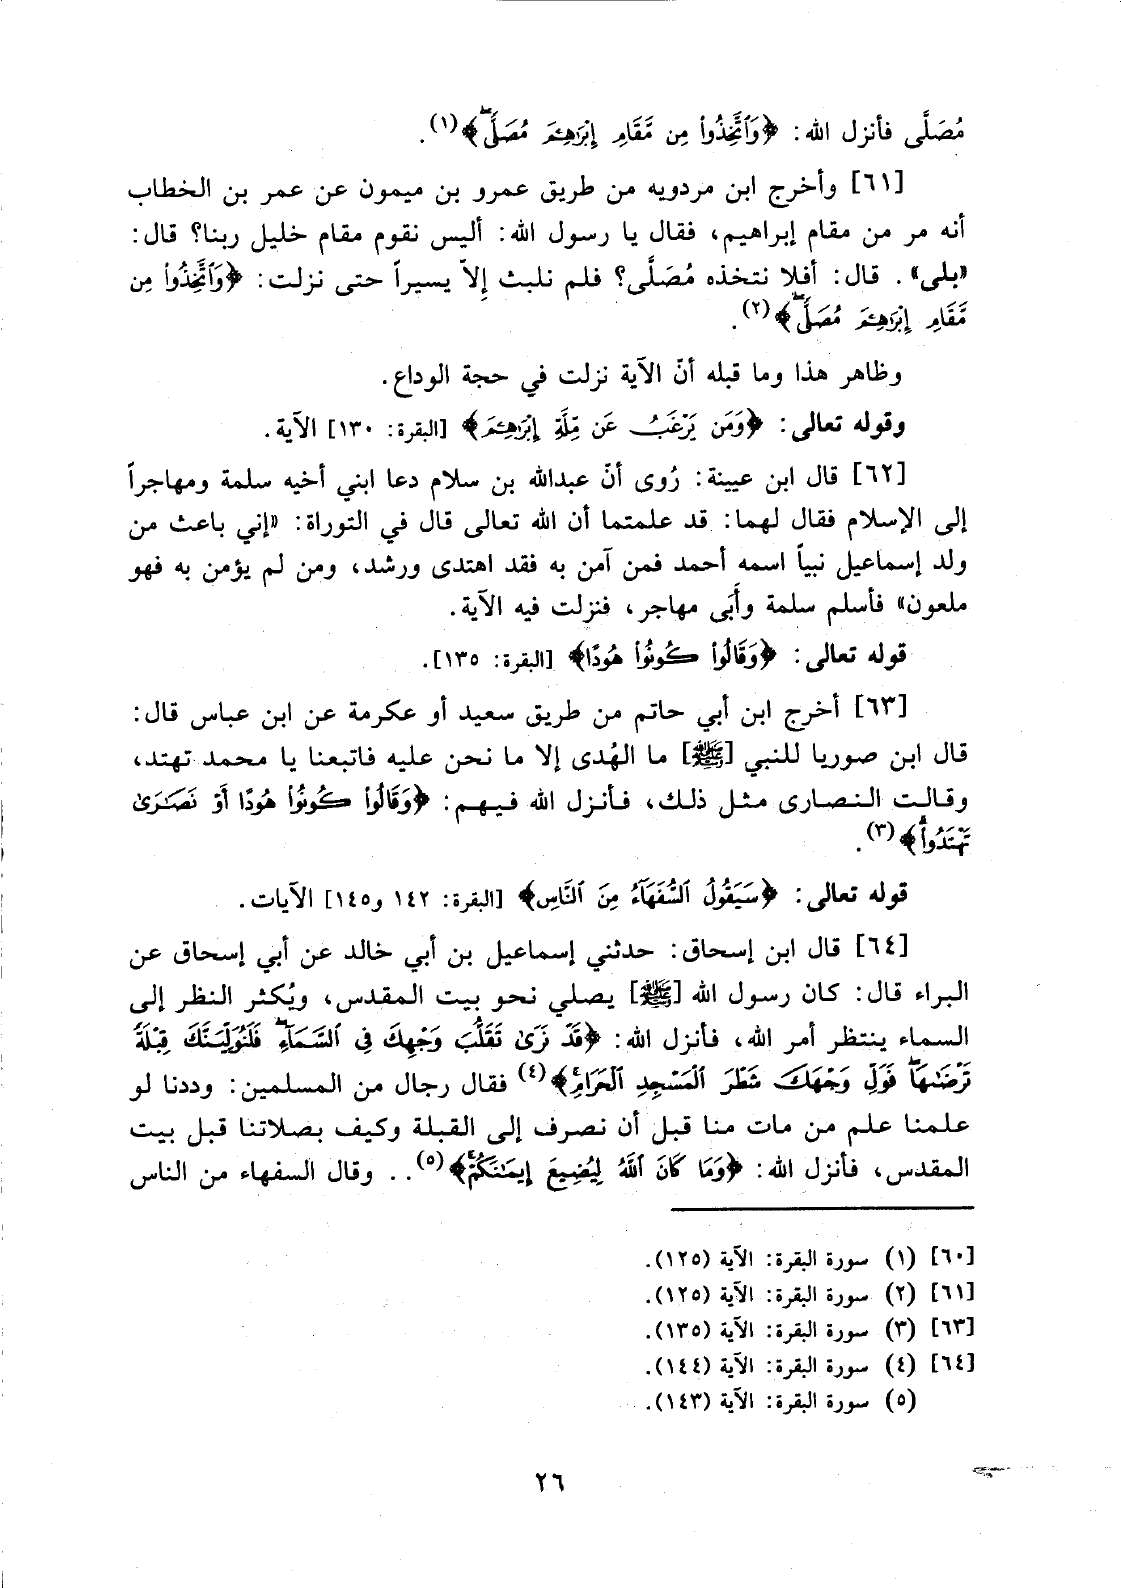 مُصَلَّى فأنزل الله: ﴿وَٱتَّخِذُوا۟ مِن مَّقَامِ إِبْرَٰهِـۧمَ مُصَلًّىۖ﴾(١).
[٦١] وأخرج ابن مردويه من طريق عمرو بن ميمون عن عمر بن الخطاب
أنه مر من مقام إبراهيم، فقال يا رسول الله: أليس نقوم مقام خليل ربنا؟ قال:
«بلى». قال: أفلا نتخذه مُصَلَّى؟ فلم نلبث إِلاّ يسيراً حتى نزلت: ﴿وَٱتَّخِذُوا۟ مِن
مَّقَامِ إِبْرَٰهِـۧمَ مُصَلًّىۖ﴾(٢).
وظاهر هذا وما قبله أنّ الآية نزلت في حجة الوداع.
وقوله تعالى: ﴿وَمَن يَرْغَبُ عَن مِّلَّةِ إِبْرَٰهِـۧمَ﴾ [البقرة: ١٣٠] الآية.
[٦٢] قال ابن عيينة: رُوى أنّ عبدالله بن سلام دعا ابني أخيه سلمة ومهاجراً
إلى الإسلام فقال لهما: قد علمتما أن الله تعالى قال في التوراة: «إني باعث من
ولد إسماعيل نبياً اسمه أحمد فمن آمن به فقد اهتدى ورشد، ومن لم يؤمن به فهو
ملعون» فأسلم سلمة وأَبَى مهاجر، فنزلت فيه الآية.
قوله تعالى: ﴿وَقَالُوا۟ كُونُوا۟ هُودًا﴾ [البقرة: ١٣٥].
[٦٣] أخرج ابن أبي حاتم من طريق سعيد أو عكرمة عن ابن عباس قال:
قال ابن صوريا للنبي [ﷺ] ما الهُدى إلا ما نحن عليه فاتبعنا يا محمد تهتد،
وقالت النصارى مثل ذلك، فأنزل الله فيهم: ﴿وَقَالُوا۟ كُونُوا۟ هُودًا أَوْ نَصَٰرَىٰ
تَهْتَدُوا۟ۗ﴾(٣).
قوله تعالى: ﴿سَيَقُولُ ٱلسُّفَهَآءُ مِنَ ٱلنَّاسِ﴾ [البقرة: ١٤٢ و١٤٥] الآيات.
[٦٤] قال ابن إسحاق: حدثني إسماعيل بن أبي خالد عن أبي إسحاق عن
البراء قال: كان رسول الله [ﷺ] يصلي نحو بيت المقدس، ويُكثر النظر إلى
السماء ينتظر أمر الله، فأنزل الله: ﴿قَدْ نَرَىٰ تَقَلُّبَ وَجْهِكَ فِى ٱلسَّمَآءِۖ فَلَنُوَلِّيَنَّكَ قِبْلَةً
تَرْضَىٰهَاۚ فَوَلِّ وَجْهَكَ شَطْرَ ٱلْمَسْجِدِ ٱلْحَرَامِۚ﴾(٤) فقال رجال من المسلمين: وددنا لو
علمنا علم من مات منا قبل أن نصرف إلى القبلة وكيف بصلاتنا قبل بيت
المقدس، فأنزل الله: ﴿وَمَا كَانَ ٱللَّهُ لِيُضِيعَ إِيمَٰنَكُمْۚ﴾(٥).. وقال السفهاء من الناس
[٦٠] (١) سورة البقرة: الآية (١٢٥).
[٦١] (٢) سورة البقرة: الآية (١٢٥).
[٦٣] (٣) سورة البقرة: الآية (١٣٥).
[٦٤] (٤) سورة البقرة: الآية (١٤٤).
(٥) سورة البقرة: الآية (١٤٣).
٢٦